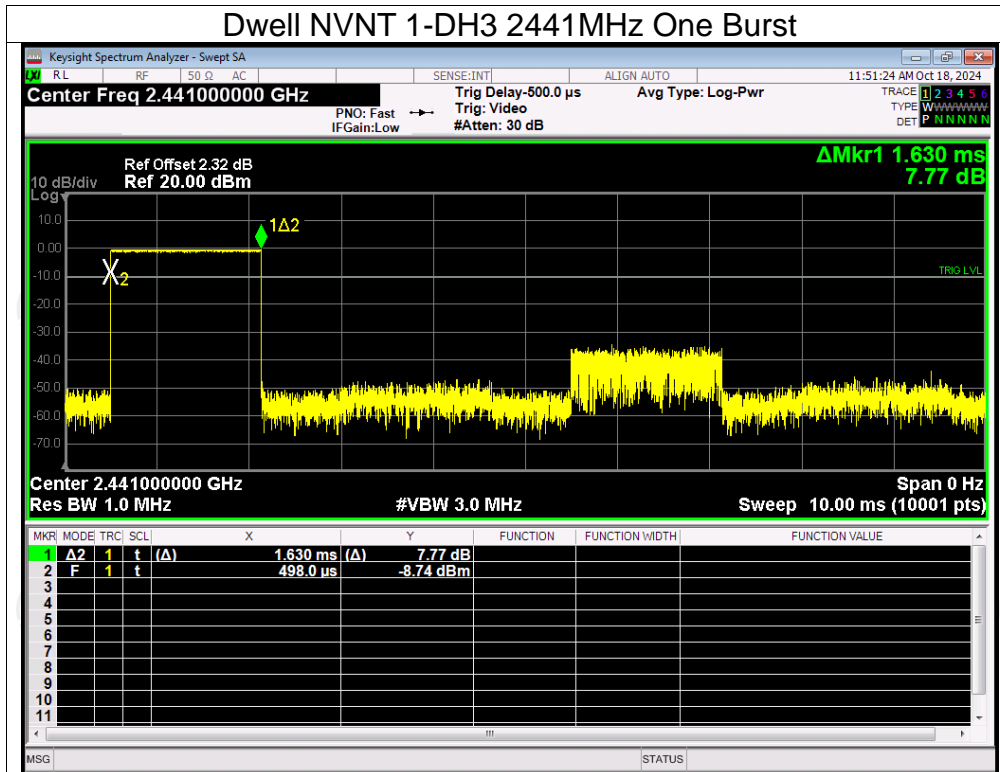 Dwell NVNT 1-DH3 2441MHz One Burst
Keysight Spectrum Analyzer - Swept SA
LXI RL RF 50 Ω AC SENSE:INT ALIGN AUTO 11:51:24 AM Oct 18, 2024
Center Freq 2.441000000 GHz Trig Delay-500.0 µs Avg Type: Log-Pwr TRACE 1 2 3 4 5 6
PNO: Fast Trig: Video TYPE WWWWWW
IFGain:Low #Atten: 30 dB DET P N N N N N
ΔMkr1 1.630 ms
7.77 dB
Ref Offset 2.32 dB
10 dB/div Ref 20.00 dBm
Log
10.0
1Δ2
0.00
-10.0
2
TRIG LVL
-20.0
-30.0
-40.0
-50.0
-60.0
-70.0
Center 2.441000000 GHz Span 0 Hz
Res BW 1.0 MHz #VBW 3.0 MHz Sweep 10.00 ms (10001 pts)
MKR MODE TRC SCL X Y FUNCTION FUNCTION WIDTH FUNCTION VALUE
1 Δ2 1 t (Δ) 1.630 ms (Δ) 7.77 dB
2 F 1 t 498.0 µs -8.74 dBm
3
4
5
6
7
8
9
10
11
MSG STATUS